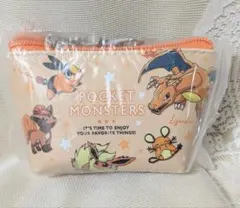 POCKET
MONSTERS
IT'S TIME TO ENJOY
YOUR FAVORITE THINGS!